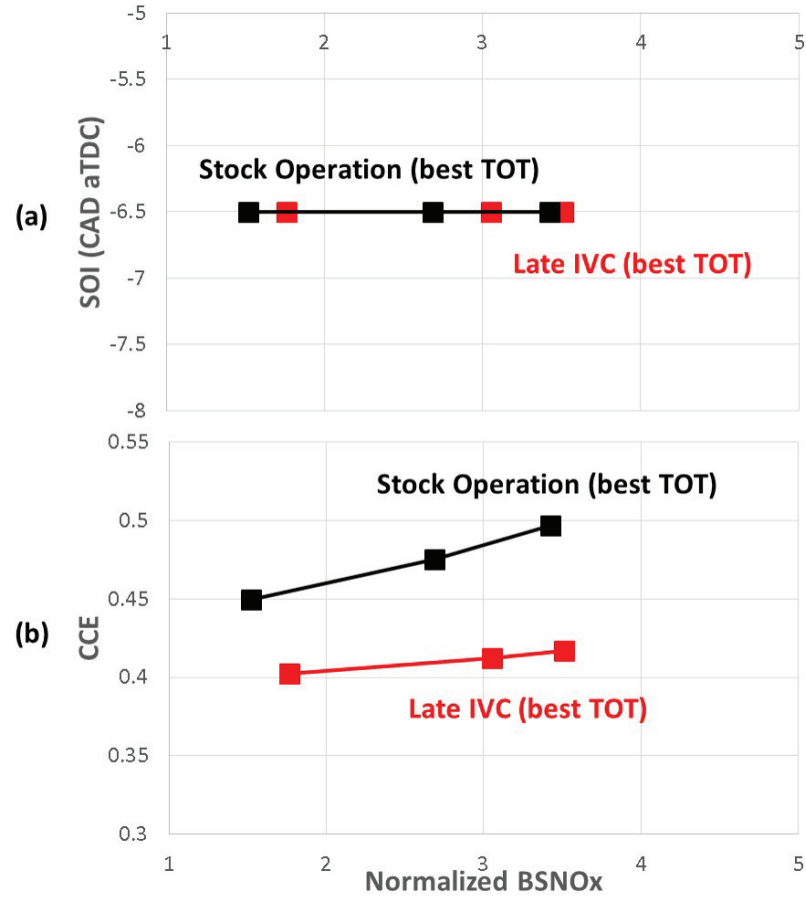 -5
1 2 3 4 5
-5.5
-6
Stock Operation (best TOT)
(a)
SOI (CAD aTDC)
-6.5
Late IVC (best TOT)
-7
-7.5
-8
0.55
Stock Operation (best TOT)
0.5
0.45
(b)
CCE
0.4
Late IVC (best TOT)
0.35
0.3
1 2 3 4 5
Normalized BSNOx